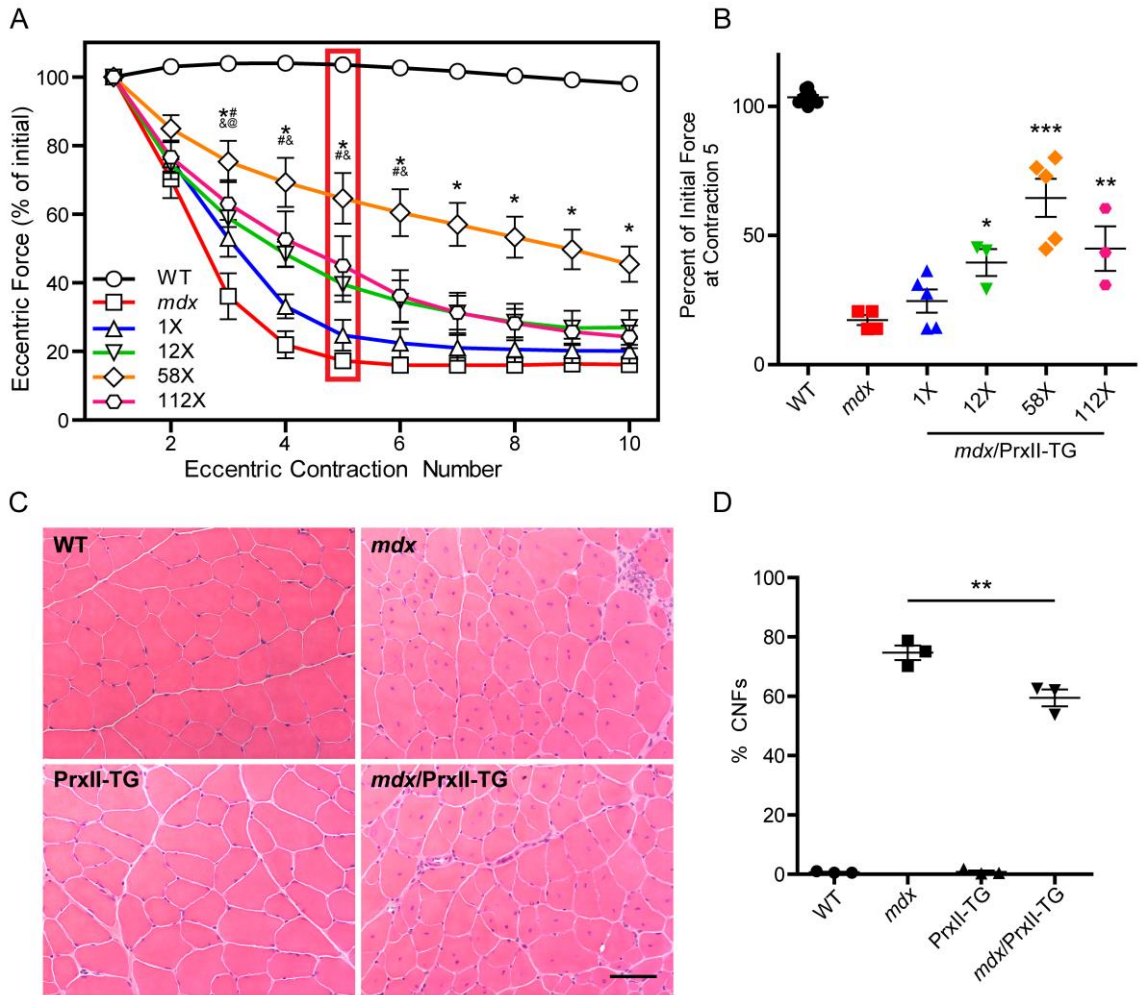 A
Eccentric Force (% of initial)
100
80
60
40
20
0
*#
&@
*
#&
*
#&
*
#&
*
*
*
*
WT
mdx
1X
12X
58X
112X
2
4
6
8
10
Eccentric Contraction Number
B
Percent of Initial Force
at Contraction 5
100
50
0
*
***
**
WT
mdx
1X
12X
58X
112X
mdx/PrxII-TG
C
WT
mdx
PrxII-TG
mdx/PrxII-TG
D
% CNFs
100
80
60
40
20
0
**
WT
mdx
PrxII-TG
mdx/PrxII-TG